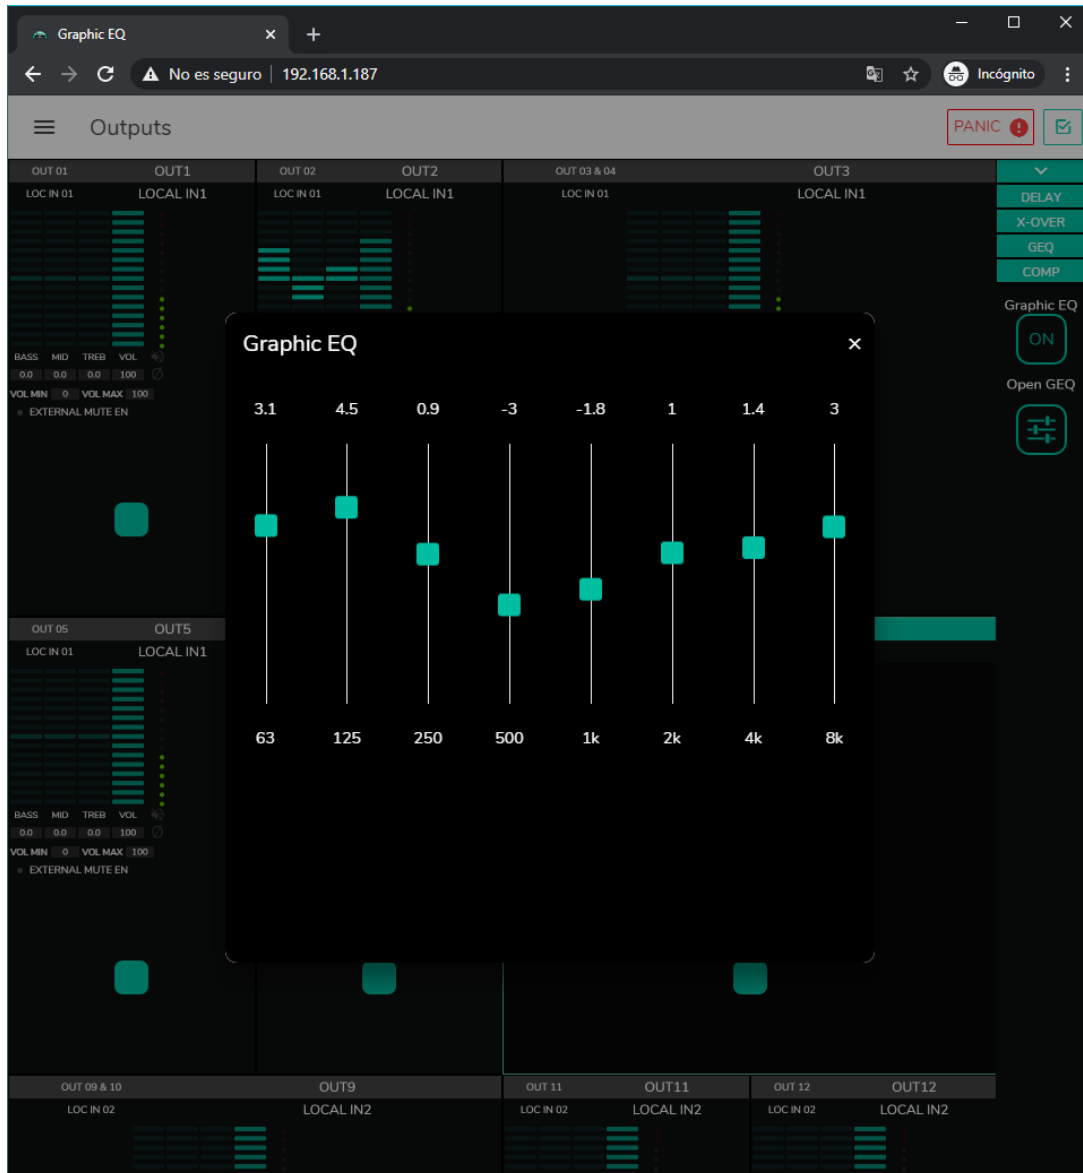 Graphic EQ
No es seguro | 192.168.1.187 Incógnito
Outputs PANIC
OUT 01 OUT1 OUT 02 OUT2 OUT 03 & 04 OUT3
LOC IN 01 LOCAL IN1 LOC IN 01 LOCAL IN1 LOC IN 01 LOCAL IN1
DELAY
X-OVER
GEQ
COMP
Graphic EQ
ON
Open GEQ
BASS MID TREB VOL
0.0 0.0 0.0 100
VOL MIN 0 VOL MAX 100
EXTERNAL MUTE EN
Graphic EQ
3.1 4.5 0.9 -3 -1.8 1 1.4 3
63 125 250 500 1k 2k 4k 8k
OUT 05 OUT5
LOC IN 01 LOCAL IN1
BASS MID TREB VOL
0.0 0.0 0.0 100
VOL MIN 0 VOL MAX 100
EXTERNAL MUTE EN
OUT 09 & 10 OUT9 OUT 11 OUT11 OUT 12 OUT12
LOC IN 02 LOCAL IN2 LOC IN 02 LOCAL IN2 LOC IN 02 LOCAL IN2